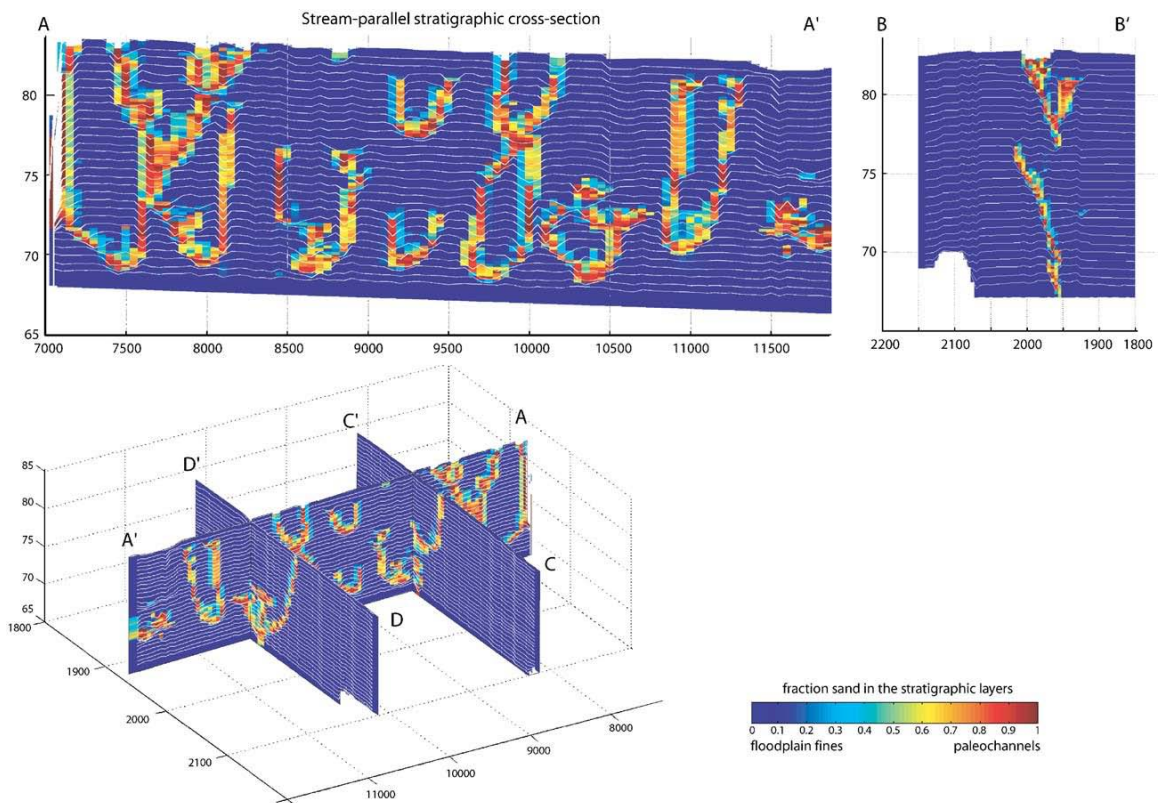 A Stream-parallel stratigraphic cross-section A' B B'
80
75
70
65
7000 7500 8000 8500 9000 9500 10000 10500 11000 11500
80
75
70
2200 2100 2000 1900 1800
A
C'
D'
A'
C
D
85
80
75
70
65
1800
1900
2000
2100
11000
10000
9000
8000
fraction sand in the stratigraphic layers
0 0.1 0.2 0.3 0.4 0.5 0.6 0.7 0.8 0.9 1
floodplain fines paleochannels